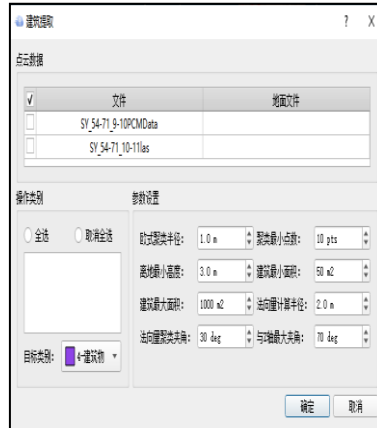 建筑提取 ? X
点云数据
√ 文件 地面文件
SY_54-71_9-10PCMData
SY_54-71_10-11las
操作类别 参数设置
全选 取消全选
欧式聚类半径: 1.0 m 聚类最小点数: 10 pts
离地最小高度: 3.0 m 建筑最小面积: 50 m2
建筑最大面积: 1000 m2 法向量计算半径: 2.0 m
法向量聚类夹角: 30 deg 与Z轴最大夹角: 70 deg
目标类别: 4-建筑物
确定 取消